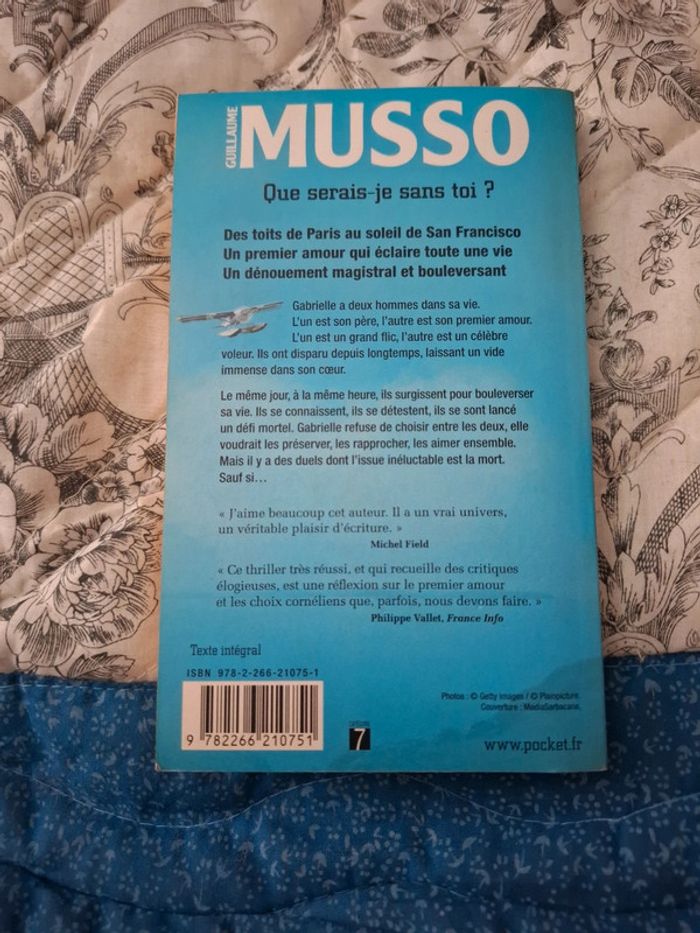 GUILLAUME
MUSSO
Que serais-je sans toi ?
Des toits de Paris au soleil de San Francisco
Un premier amour qui éclaire toute une vie
Un dénouement magistral et bouleversant
Gabrielle a deux hommes dans sa vie.
L'un est son père, l'autre est son premier amour.
L'un est un grand flic, l'autre est un célèbre
voleur. Ils ont disparu depuis longtemps, laissant un vide
immense dans son cœur.
Le même jour, à la même heure, ils surgissent pour bouleverser
sa vie. Ils se connaissent, ils se détestent, ils se sont lancé
un défi mortel. Gabrielle refuse de choisir entre les deux, elle
voudrait les préserver, les rapprocher, les aimer ensemble.
Mais il y a des duels dont l'issue inéluctable est la mort.
Sauf si...
« J'aime beaucoup cet auteur. Il a un vrai univers,
un véritable plaisir d'écriture. »
Michel Field
« Ce thriller très réussi, et qui recueille des critiques
élogieuses, est une réflexion sur le premier amour
et les choix cornéliens que, parfois, nous devons faire. »
Philippe Vallet, France Info
Texte intégral
ISBN 978-2-266-21075-1
9 782266 210751
7
Photos : © Getty images / © Plainpicture.
Couverture : MediaSarbacane.
www.pocket.fr